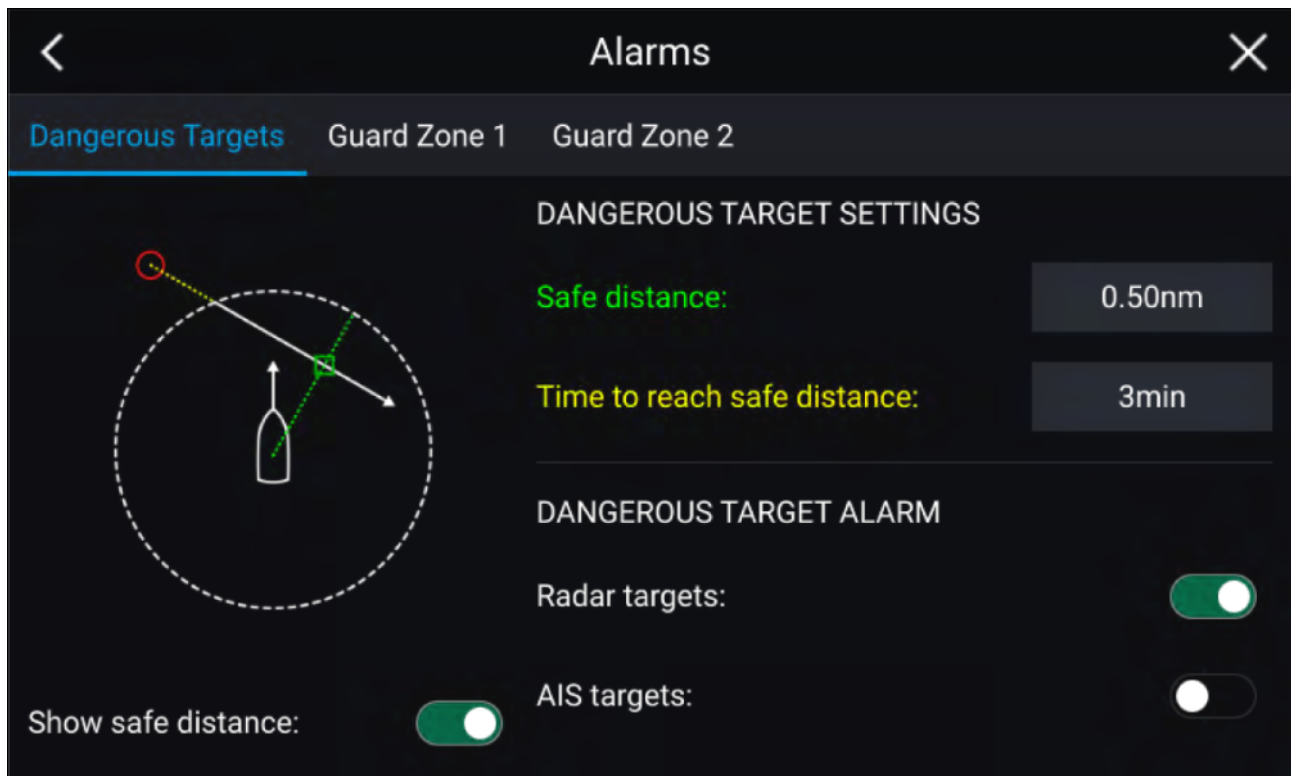 Alarms
Dangerous Targets Guard Zone 1 Guard Zone 2
DANGEROUS TARGET SETTINGS
Safe distance: 0.50nm
Time to reach safe distance: 3min
DANGEROUS TARGET ALARM
Radar targets:
AIS targets:
Show safe distance: